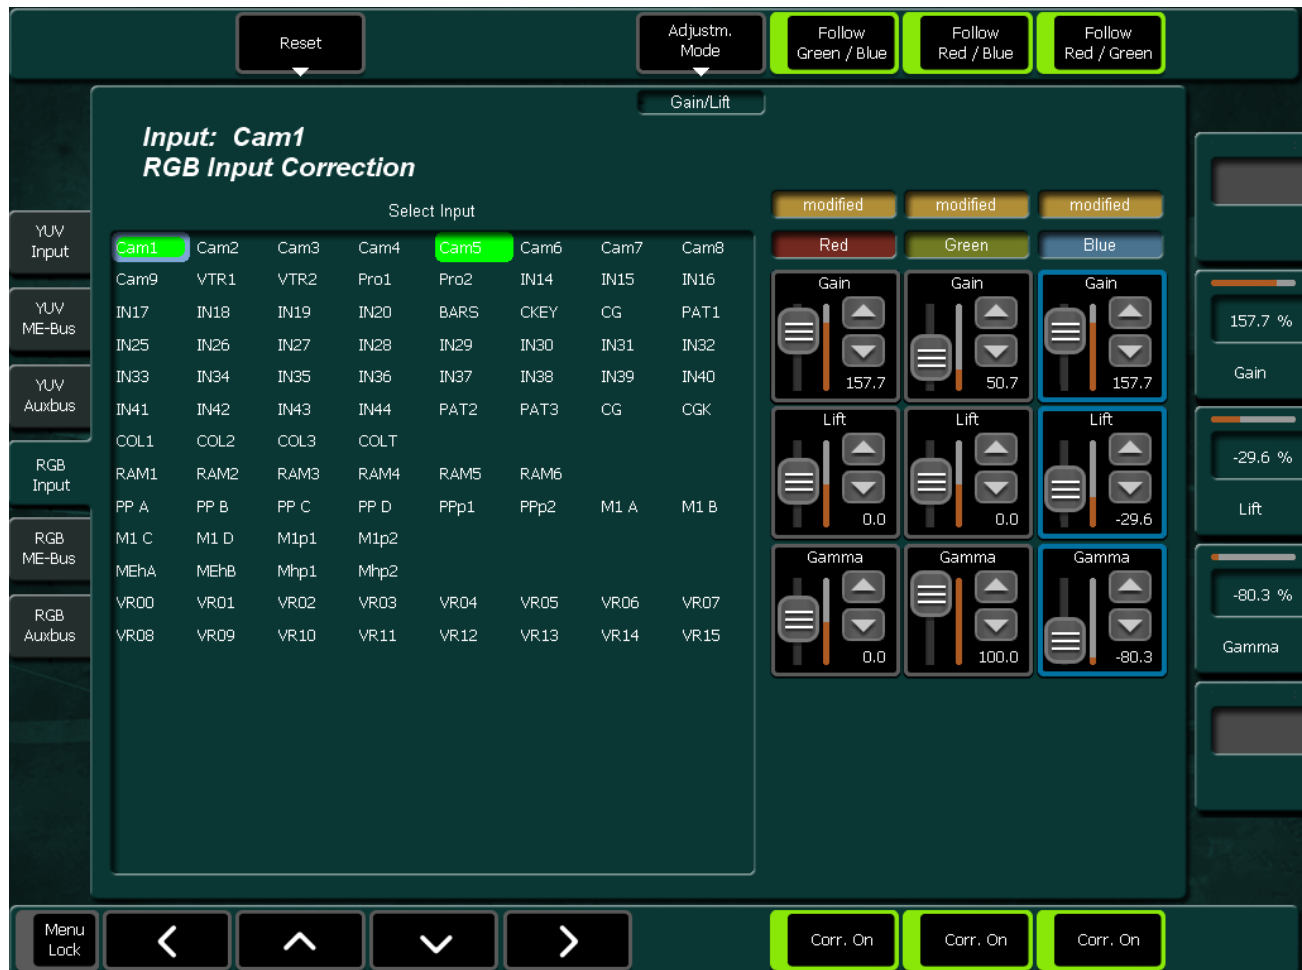 Reset
Adjustm.
Mode
Follow
Green / Blue
Follow
Red / Blue
Follow
Red / Green
Gain/Lift
Input: Cam1
RGB Input Correction
Select Input
modified modified modified
Red Green Blue
YUV
Input
YUV
ME-Bus
YUV
Auxbus
RGB
Input
RGB
ME-Bus
RGB
Auxbus
Cam1 Cam2 Cam3 Cam4 Cam5 Cam6 Cam7 Cam8
Cam9 VTR1 VTR2 Pro1 Pro2 IN14 IN15 IN16
IN17 IN18 IN19 IN20 BARS CKEY CG PAT1
IN25 IN26 IN27 IN28 IN29 IN30 IN31 IN32
IN33 IN34 IN35 IN36 IN37 IN38 IN39 IN40
IN41 IN42 IN43 IN44 PAT2 PAT3 CG CGK
COL1 COL2 COL3 COLT
RAM1 RAM2 RAM3 RAM4 RAM5 RAM6
PP A PP B PP C PP D PPp1 PPp2 M1 A M1 B
M1 C M1 D M1p1 M1p2
MEhA MEhB Mhp1 Mhp2
VR00 VR01 VR02 VR03 VR04 VR05 VR06 VR07
VR08 VR09 VR10 VR11 VR12 VR13 VR14 VR15
Gain Gain Gain
157.7 50.7 157.7
Lift Lift Lift
0.0 0.0 -29.6
Gamma Gamma Gamma
0.0 100.0 -80.3
157.7 %
Gain
-29.6 %
Lift
-80.3 %
Gamma
Menu
Lock
Corr. On Corr. On Corr. On